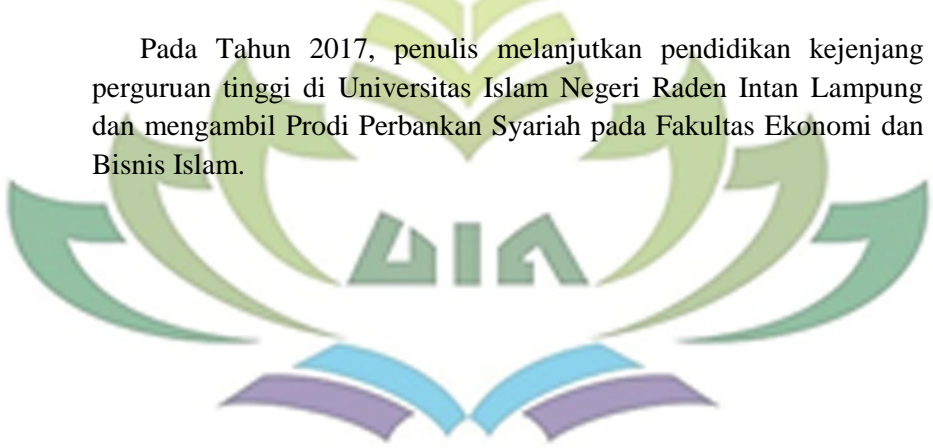 Pada Tahun 2017, penulis melanjutkan pendidikan kejenjang
perguruan tinggi di Universitas Islam Negeri Raden Intan Lampung
dan mengambil Prodi Perbankan Syariah pada Fakultas Ekonomi dan
Bisnis Islam.
UIN